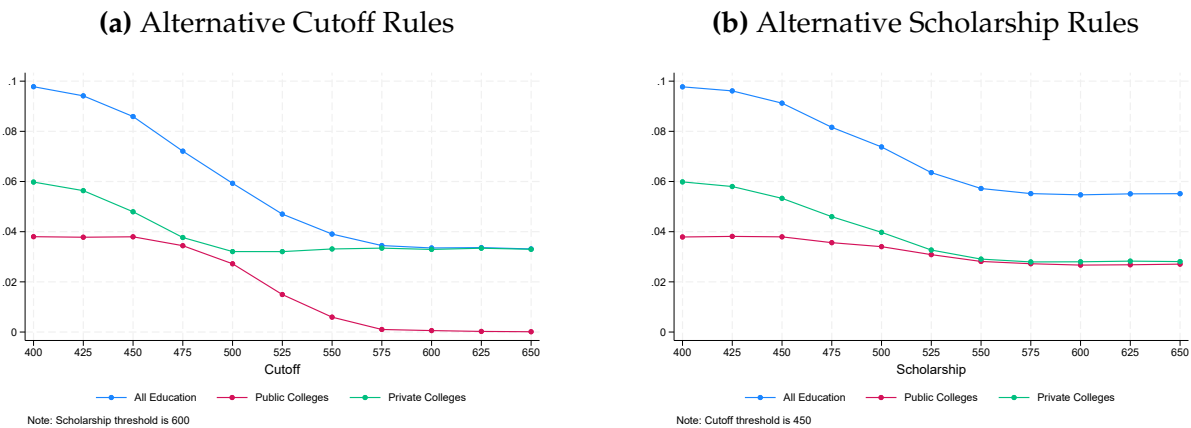 (a) Alternative Cutoff Rules
.1
.08
.06
.04
.02
0
400 425 450 475 500 525 550 575 600 625 650
Cutoff
All Education Public Colleges Private Colleges
Note: Scholarship threshold is 600
(b) Alternative Scholarship Rules
.1
.08
.06
.04
.02
0
400 425 450 475 500 525 550 575 600 625 650
Scholarship
All Education Public Colleges Private Colleges
Note: Cutoff threshold is 450